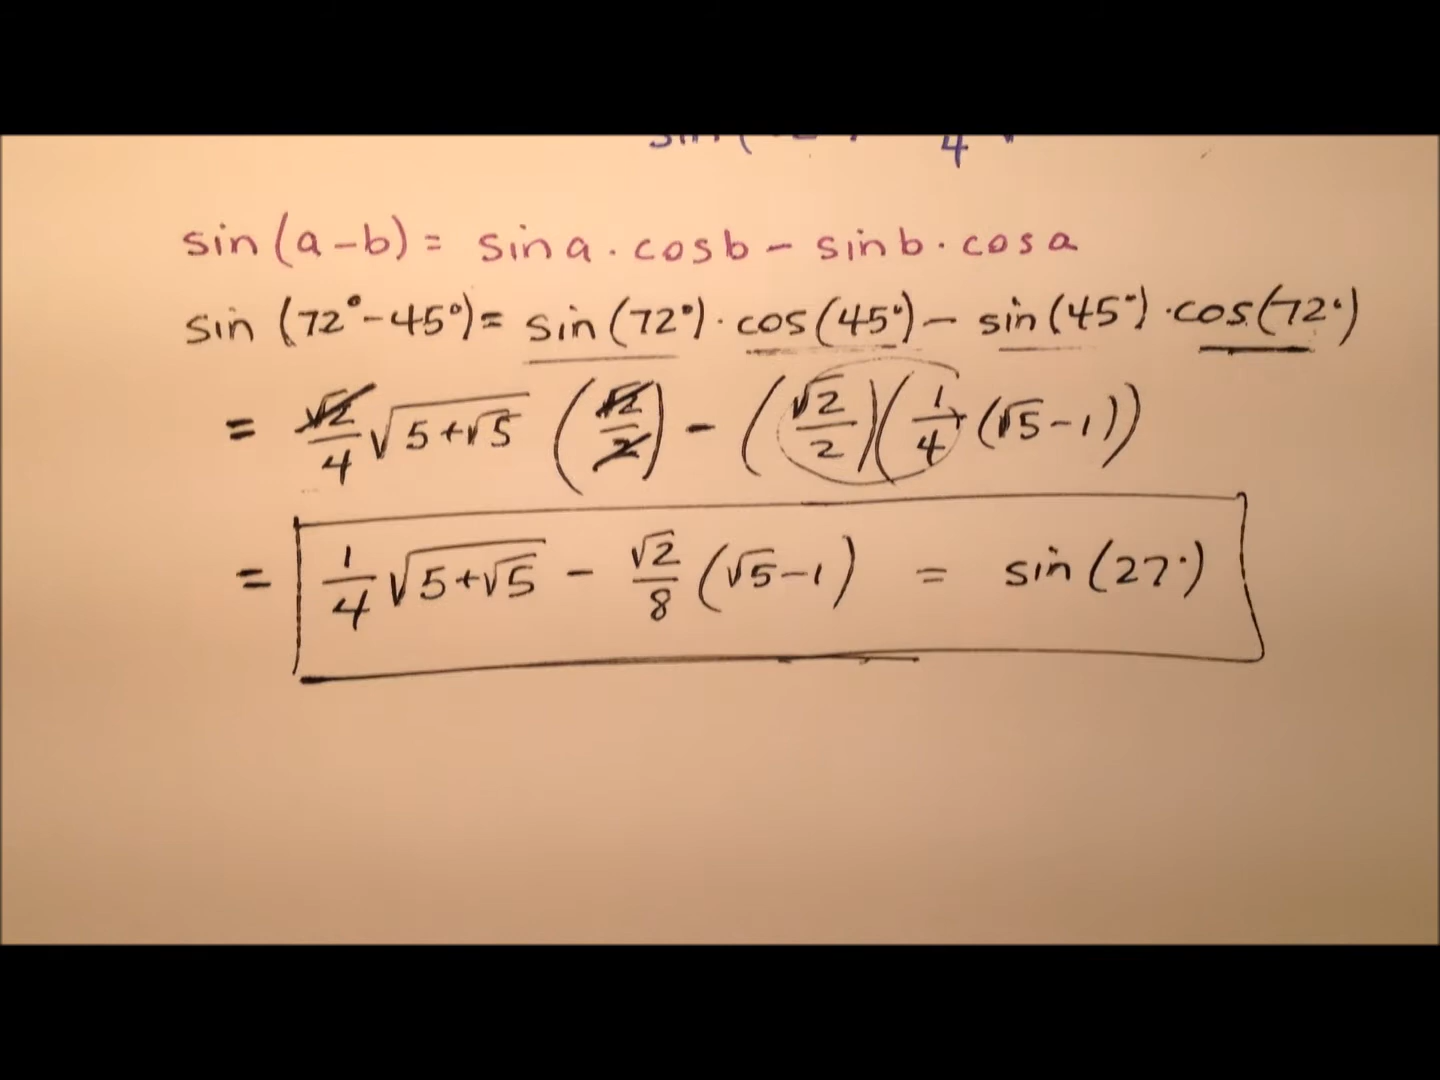 4
sin (a-b) = sin a · cos b - sin b · cos a
sin (72° - 45°) = sin (72°) · cos (45°) - sin (45°) · cos (72°)
= √2/4 √(5+√5) (√2/2) - (√2/2)(1/4 (√5-1))
= 1/4 √(5+√5) - √2/8 (√5-1) = sin (27°)